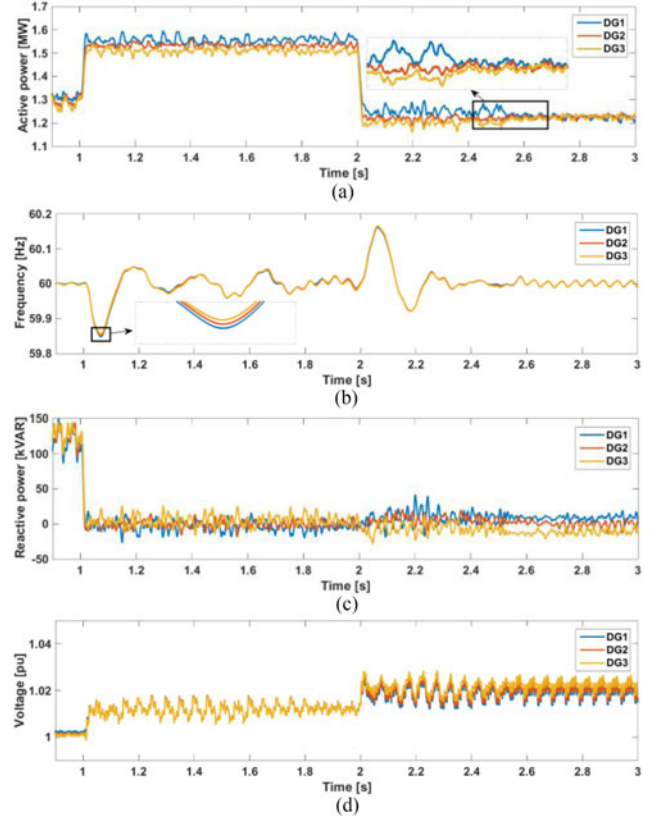 1.7
1.6
1.5
1.4
1.3
1.2
1.1
Active power [MW]
DG1
DG2
DG3
1 1.2 1.4 1.6 1.8 2 2.2 2.4 2.6 2.8 3
Time [s]
(a)
60.2
60.1
60
59.9
59.8
Frequency [Hz]
DG1
DG2
DG3
1 1.2 1.4 1.6 1.8 2 2.2 2.4 2.6 2.8 3
Time [s]
(b)
150
100
50
0
-50
Reactive power [kVAR]
DG1
DG2
DG3
1 1.2 1.4 1.6 1.8 2 2.2 2.4 2.6 2.8 3
Time [s]
(c)
1.04
1.02
1
Voltage [pu]
DG1
DG2
DG3
1 1.2 1.4 1.6 1.8 2 2.2 2.4 2.6 2.8 3
Time [s]
(d)